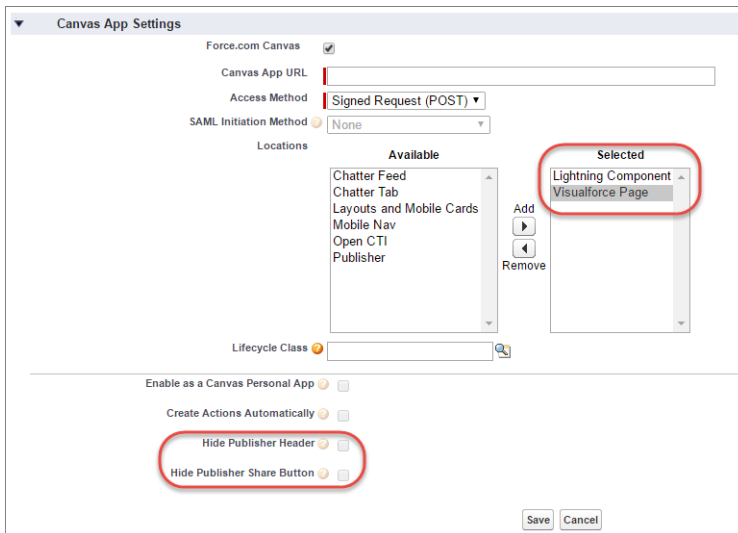 Canvas App Settings
Force.com Canvas
Canvas App URL
Access Method Signed Request (POST)
SAML Initiation Method ? None
Locations
Available Selected
Chatter Feed
Chatter Tab
Layouts and Mobile Cards
Mobile Nav
Open CTI
Publisher
Add
Remove
Lightning Component
Visualforce Page
Lifecycle Class ?
Enable as a Canvas Personal App ?
Create Actions Automatically ?
Hide Publisher Header ?
Hide Publisher Share Button ?
Save Cancel